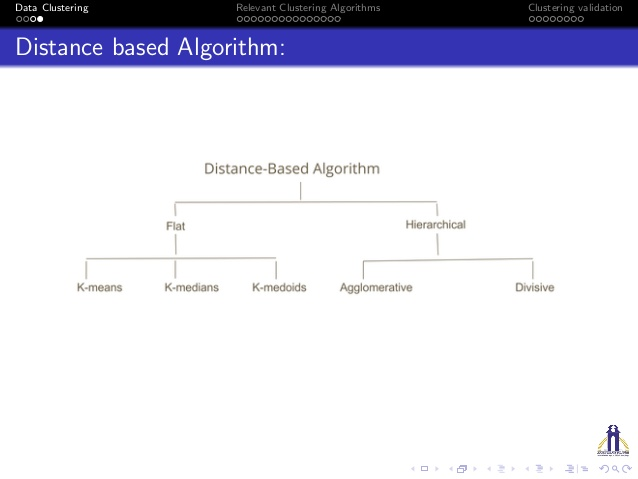 Data Clustering Relevant Clustering Algorithms Clustering validation
Distance based Algorithm:
Distance-Based Algorithm
Flat Hierarchical
K-means K-medians K-medoids Agglomerative Divisive